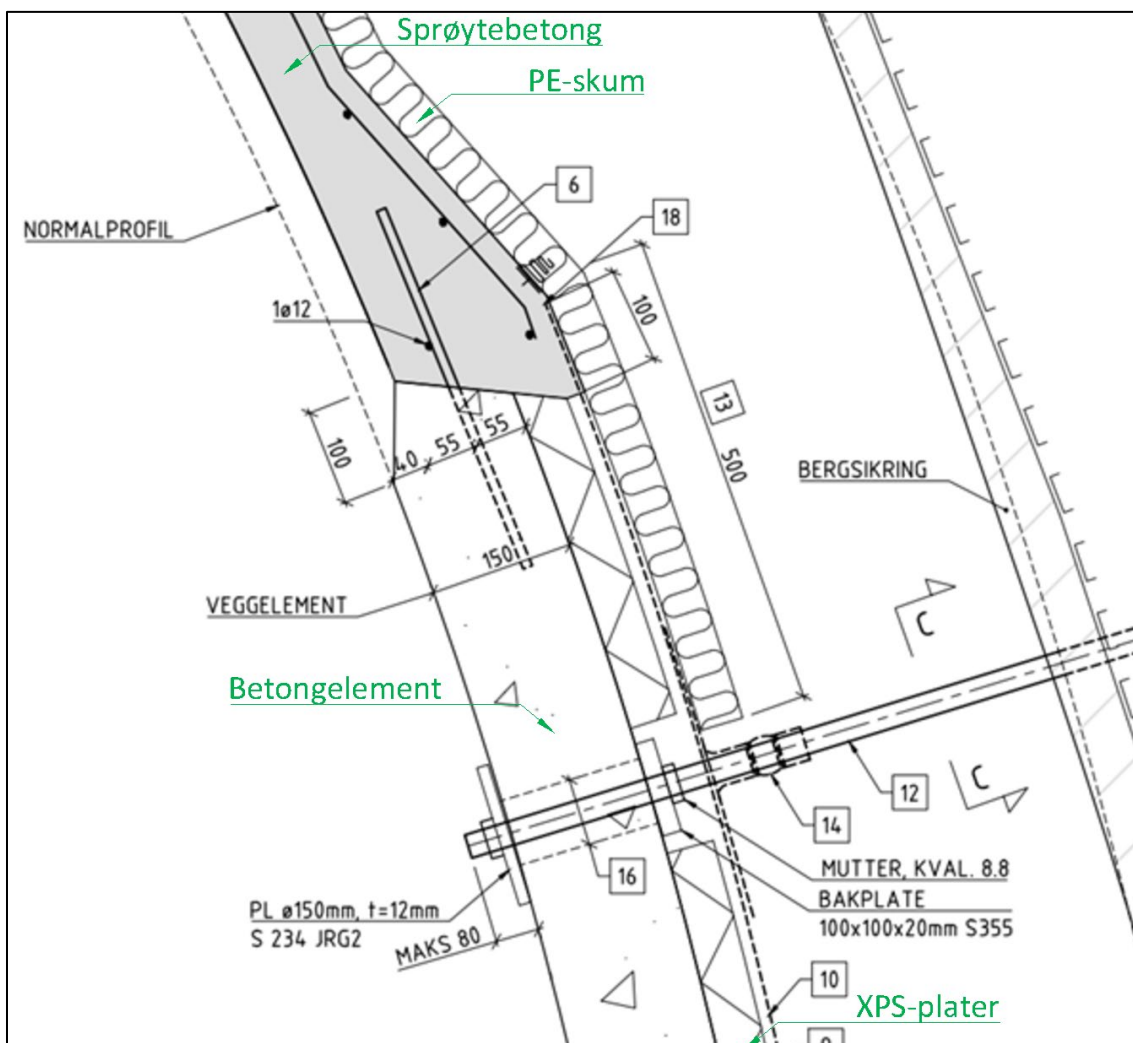 Sprøytebetong
PE-skum
6
18
NORMALPROFIL
1ø12
100
13
500
100
40
55
55
BERGSIKRING
150
VEGGELEMENT
C
Betongelement
C
12
14
16
MUTTER, KVAL. 8.8
BAKPLATE
100x100x20mm S355
PL ø150mm, t=12mm
S 234 JRG2
MAKS 80
10
XPS-plater